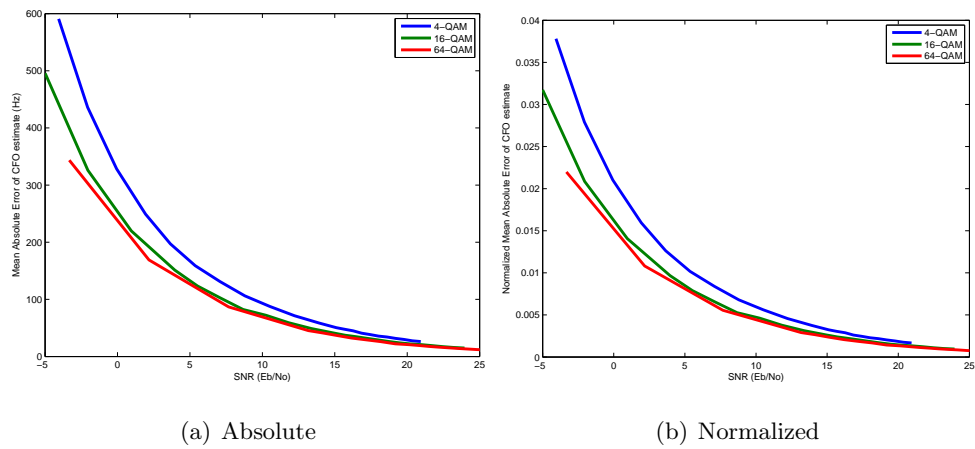 600
500
400
300
200
100
0
−5
0
5
10
15
20
25
SNR (Eb/No)
Mean Absolute Error of CFO estimate (Hz)
4−QAM
16−QAM
64−QAM
(a) Absolute
0.04
0.035
0.03
0.025
0.02
0.015
0.01
0.005
0
−5
0
5
10
15
20
25
SNR (Eb/No)
Normalized Mean Absolute Error of CFO estimate
4−QAM
16−QAM
64−QAM
(b) Normalized